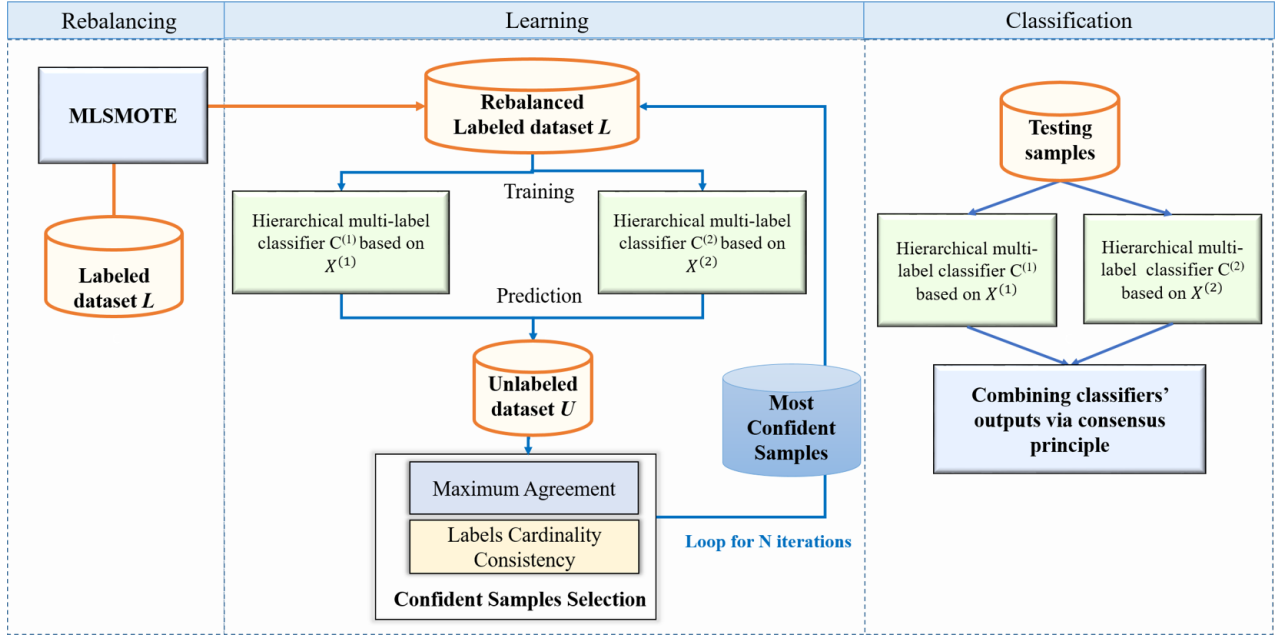 Rebalancing
Learning
Classification
MLSMOTE
Labeled
dataset L
Rebalanced
Labeled dataset L
Training
Hierarchical multi-label
classifier C⁽¹⁾ based on
X⁽¹⁾
Hierarchical multi-label
classifier C⁽²⁾ based on
X⁽²⁾
Prediction
Unlabeled
dataset U
Maximum Agreement
Labels Cardinality
Consistency
Confident Samples Selection
Most
Confident
Samples
Loop for N iterations
Testing
samples
Hierarchical multi-
label classifier C⁽¹⁾
based on X⁽¹⁾
Hierarchical multi-
label classifier C⁽²⁾
based on X⁽²⁾
Combining classifiers’
outputs via consensus
principle